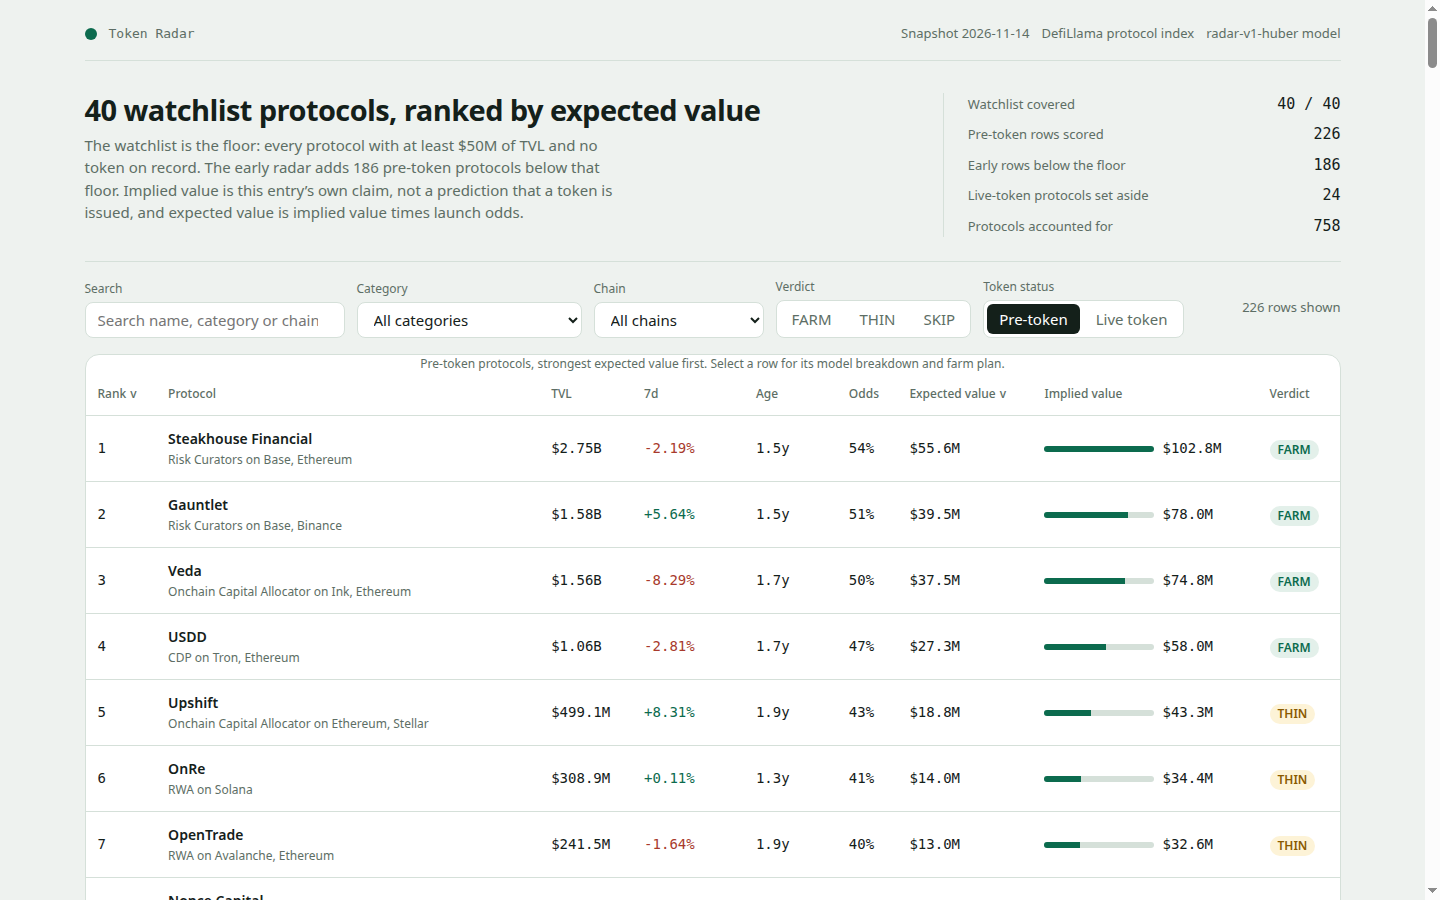 Token Radar
Snapshot 2026-11-14 DefiLlama protocol index radar-v1-huber model
40 watchlist protocols, ranked by expected value
The watchlist is the floor: every protocol with at least $50M of TVL and no
token on record. The early radar adds 186 pre-token protocols below that
floor. Implied value is this entry’s own claim, not a prediction that a token is
issued, and expected value is implied value times launch odds.
Watchlist covered 40 / 40
Pre-token rows scored 226
Early rows below the floor 186
Live-token protocols set aside 24
Protocols accounted for 758
Search Category Chain Verdict Token status
Search name, category or chain All categories All chains FARM THIN SKIP Pre-token Live token 226 rows shown
Pre-token protocols, strongest expected value first. Select a row for its model breakdown and farm plan.
Rank v Protocol TVL 7d Age Odds Expected value v Implied value Verdict
1 Steakhouse Financial $2.75B -2.19% 1.5y 54% $55.6M $102.8M FARM
Risk Curators on Base, Ethereum
2 Gauntlet $1.58B +5.64% 1.5y 51% $39.5M $78.0M FARM
Risk Curators on Base, Binance
3 Veda $1.56B -8.29% 1.7y 50% $37.5M $74.8M FARM
Onchain Capital Allocator on Ink, Ethereum
4 USDD $1.06B -2.81% 1.7y 47% $27.3M $58.0M FARM
CDP on Tron, Ethereum
5 Upshift $499.1M +8.31% 1.9y 43% $18.8M $43.3M THIN
Onchain Capital Allocator on Ethereum, Stellar
6 OnRe $308.9M +0.11% 1.3y 41% $14.0M $34.4M THIN
RWA on Solana
7 OpenTrade $241.5M -1.64% 1.9y 40% $13.0M $32.6M THIN
RWA on Avalanche, Ethereum